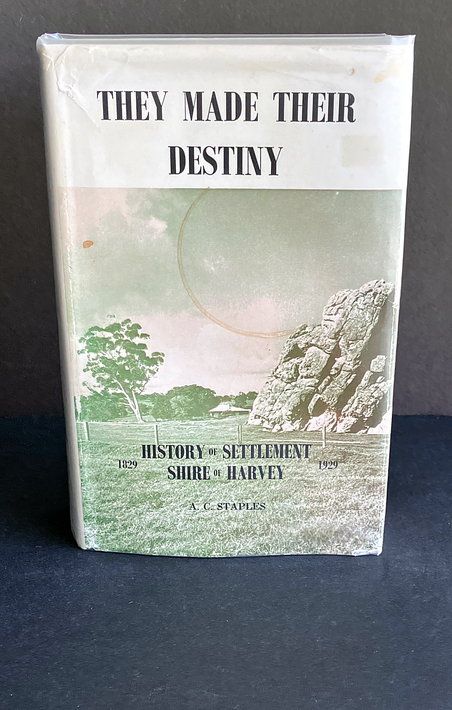 THEY MADE THEIR
DESTINY
HISTORY OF SETTLEMENT
1829 SHIRE OF HARVEY 1929
A. C. STAPLES